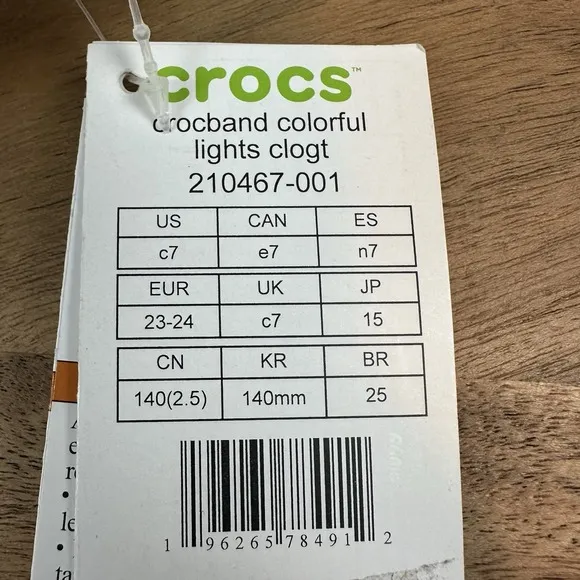 crocs™
crocband colorful
lights clogt
210467-001
US CAN ES
c7 e7 n7
EUR UK JP
23-24 c7 15
CN KR BR
140(2.5) 140mm 25
1 96265 78491 2